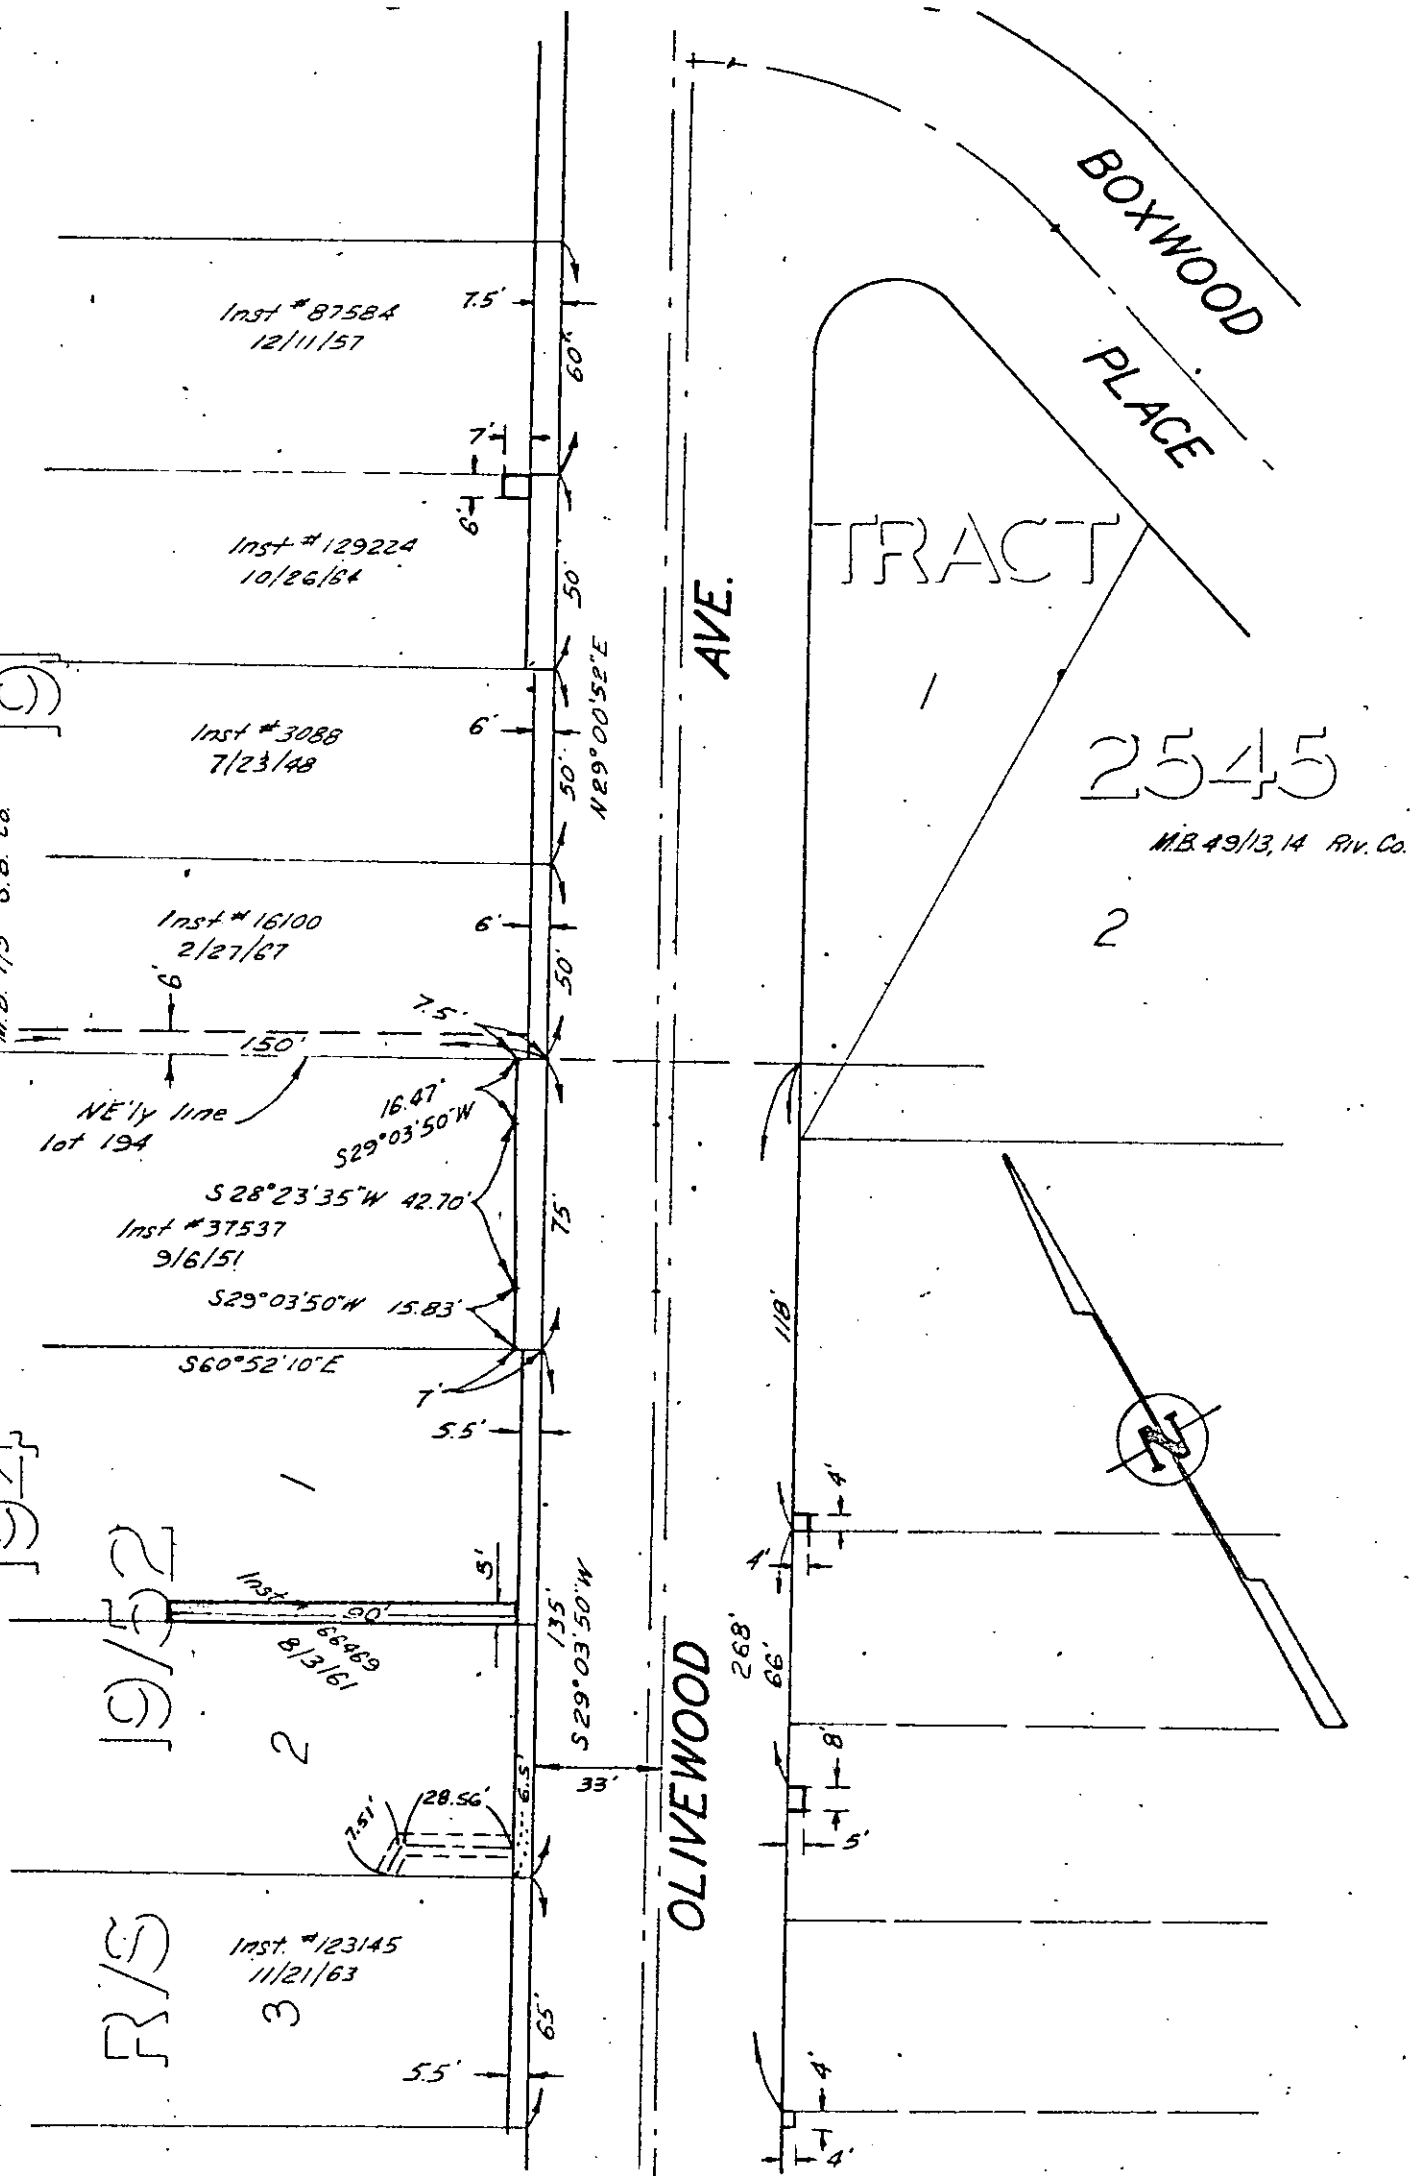 BOXWOOD
PLACE
Inst #87584
12/11/57
7.5'
60'
7'
6'
Inst #129224
10/26/64
50'
N29°00'52"E
AVE.
TRACT
1
2545
M.B. 49/13, 14 Riv. Co.
2
19
Inst #3088
7/23/48
6'
50'
Inst #16100
2/27/67
6'
50'
6'
150'
7.5'
NE'ly line
lot 194
16.47'
S29°03'50"W
S28°23'35"W 42.70'
Inst #37537
9/6/51
75'
S29°03'50"W 15.83'
S60°52'10"E
7'
5.5'
118'
N
194
1
4'
4'
Inst #
66469
8/3/61
90'
5'
135'
S29°03'50"W
268'
66'
R/S 19/52
2
6.5'
33'
OLIVEWOOD
8'
5'
28.56'
7.51'
Inst. #123145
11/21/63
3
65'
5.5'
4'
4'